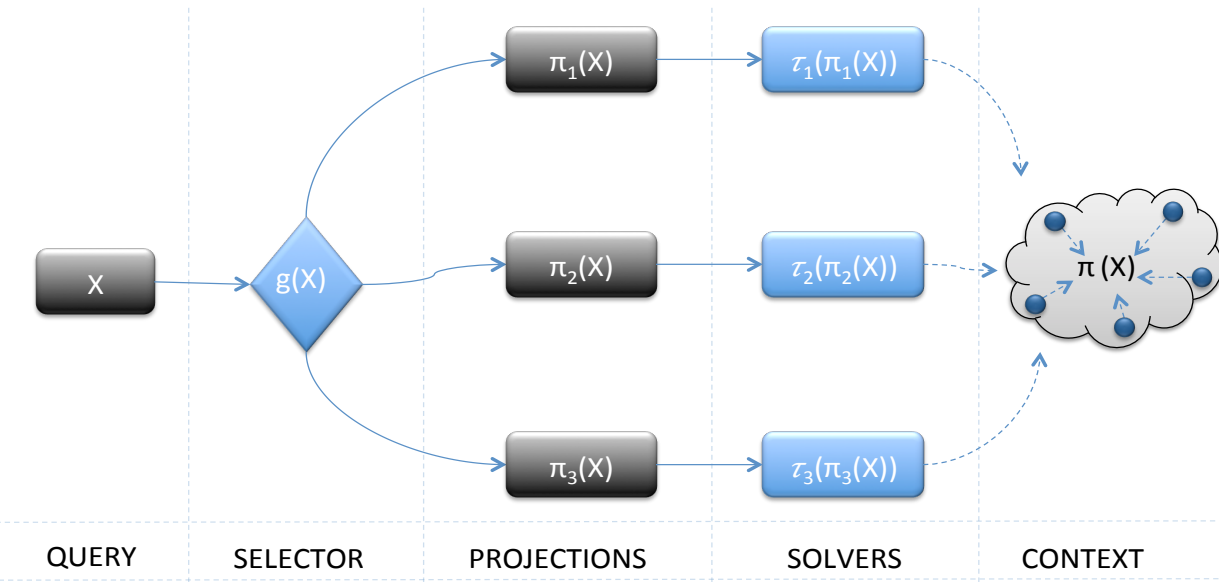 π₁(X)
τ₁(π₁(X))
X
g(X)
π₂(X)
τ₂(π₂(X))
π (X)
π₃(X)
τ₃(π₃(X))
QUERY
SELECTOR
PROJECTIONS
SOLVERS
CONTEXT